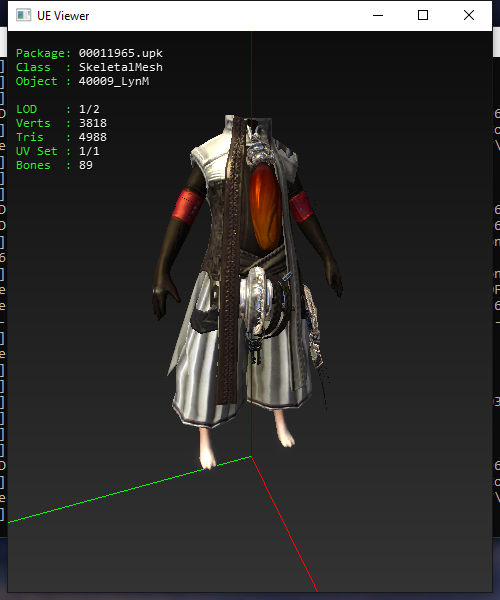 UE Viewer
Package: 00011965.upk
Class : SkeletalMesh
Object : 40009_LynM
LOD : 1/2
Verts : 3818
Tris : 4988
UV Set : 1/1
Bones : 89